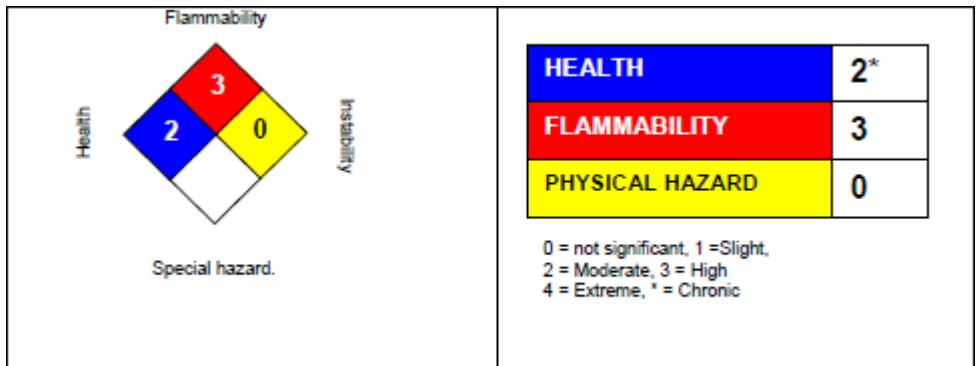 Flammability
3
Health
2
0
Instability
Special hazard.
HEALTH 2*
FLAMMABILITY 3
PHYSICAL HAZARD 0
0 = not significant, 1 =Slight,
2 = Moderate, 3 = High
4 = Extreme, * = Chronic